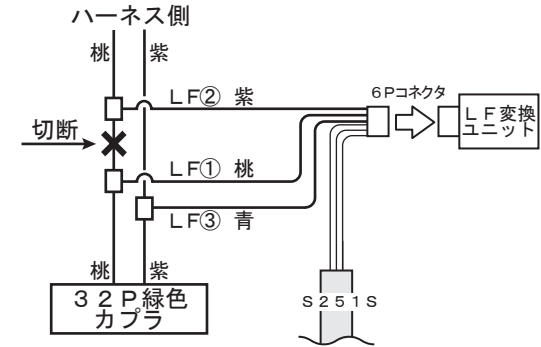 ハーネス側
桃 紫
LF② 紫
6Pコネクタ
LF変換
ユニット
切断
LF① 桃
LF③ 青
桃 紫
32P緑色
カプラ
S251S